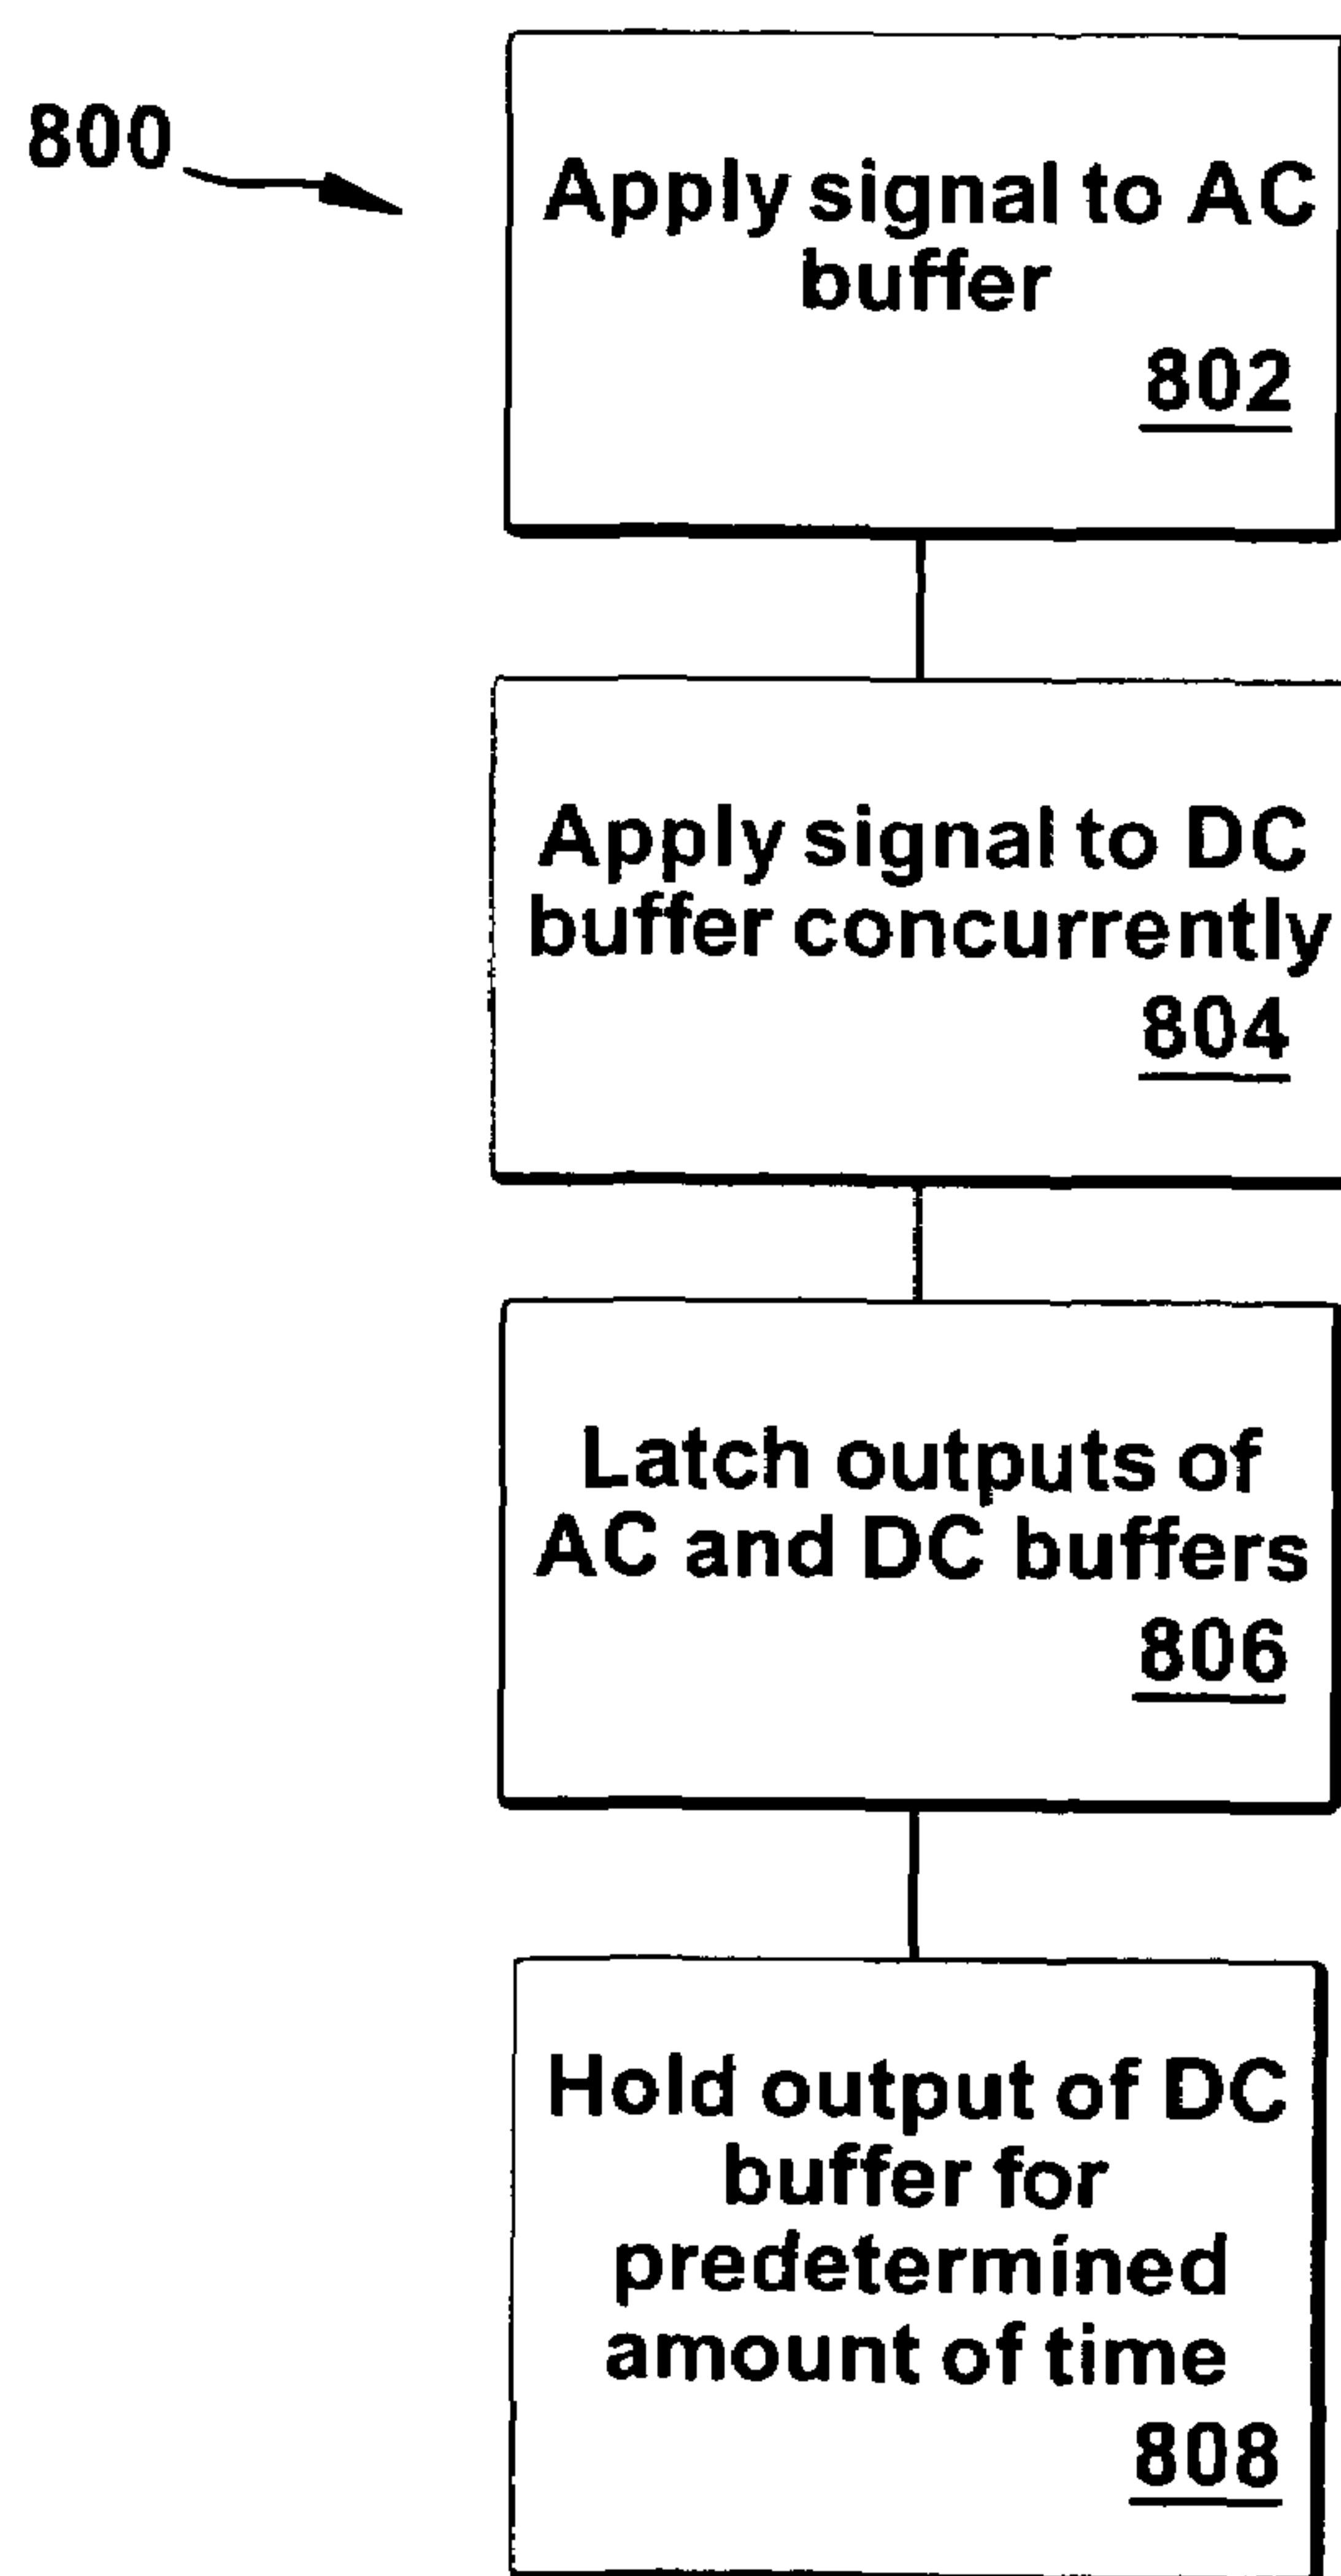 800
Apply signal to AC
buffer
802
Apply signal to DC
buffer concurrently
804
Latch outputs of
AC and DC buffers
806
Hold output of DC
buffer for
predetermined
amount of time
808